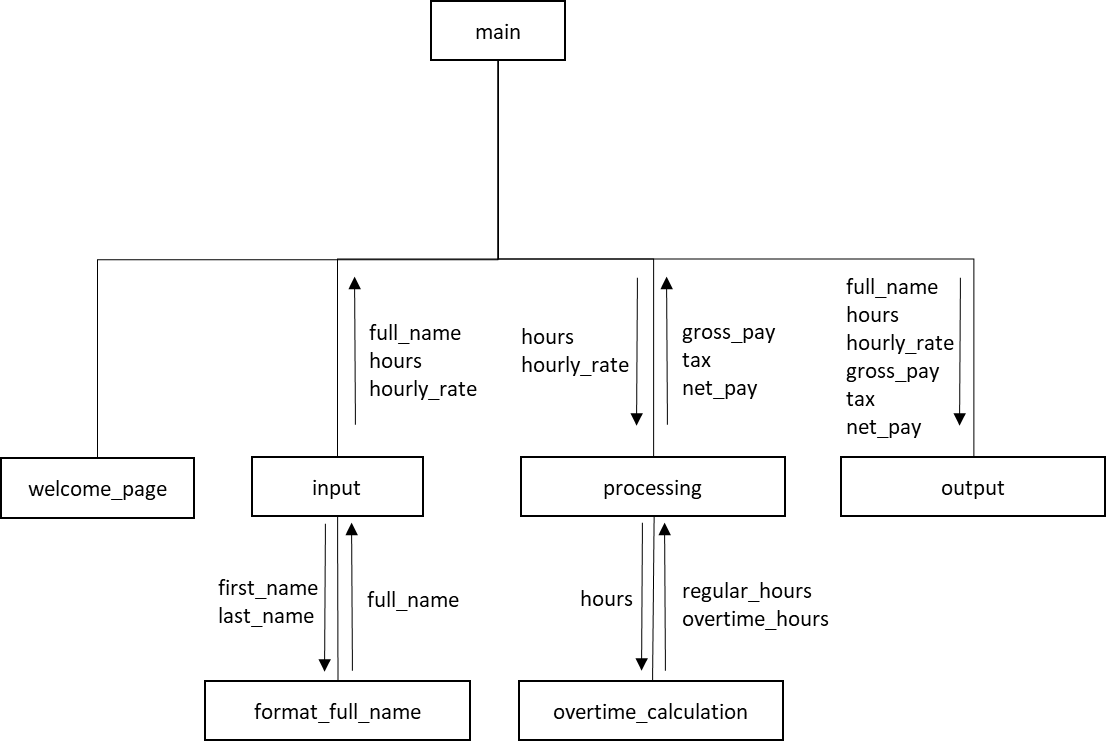 main
full_name
hours
hourly_rate
hours
hourly_rate
gross_pay
tax
net_pay
full_name
hours
hourly_rate
gross_pay
tax
net_pay
welcome_page
input
processing
output
first_name
last_name
full_name
hours
regular_hours
overtime_hours
format_full_name
overtime_calculation